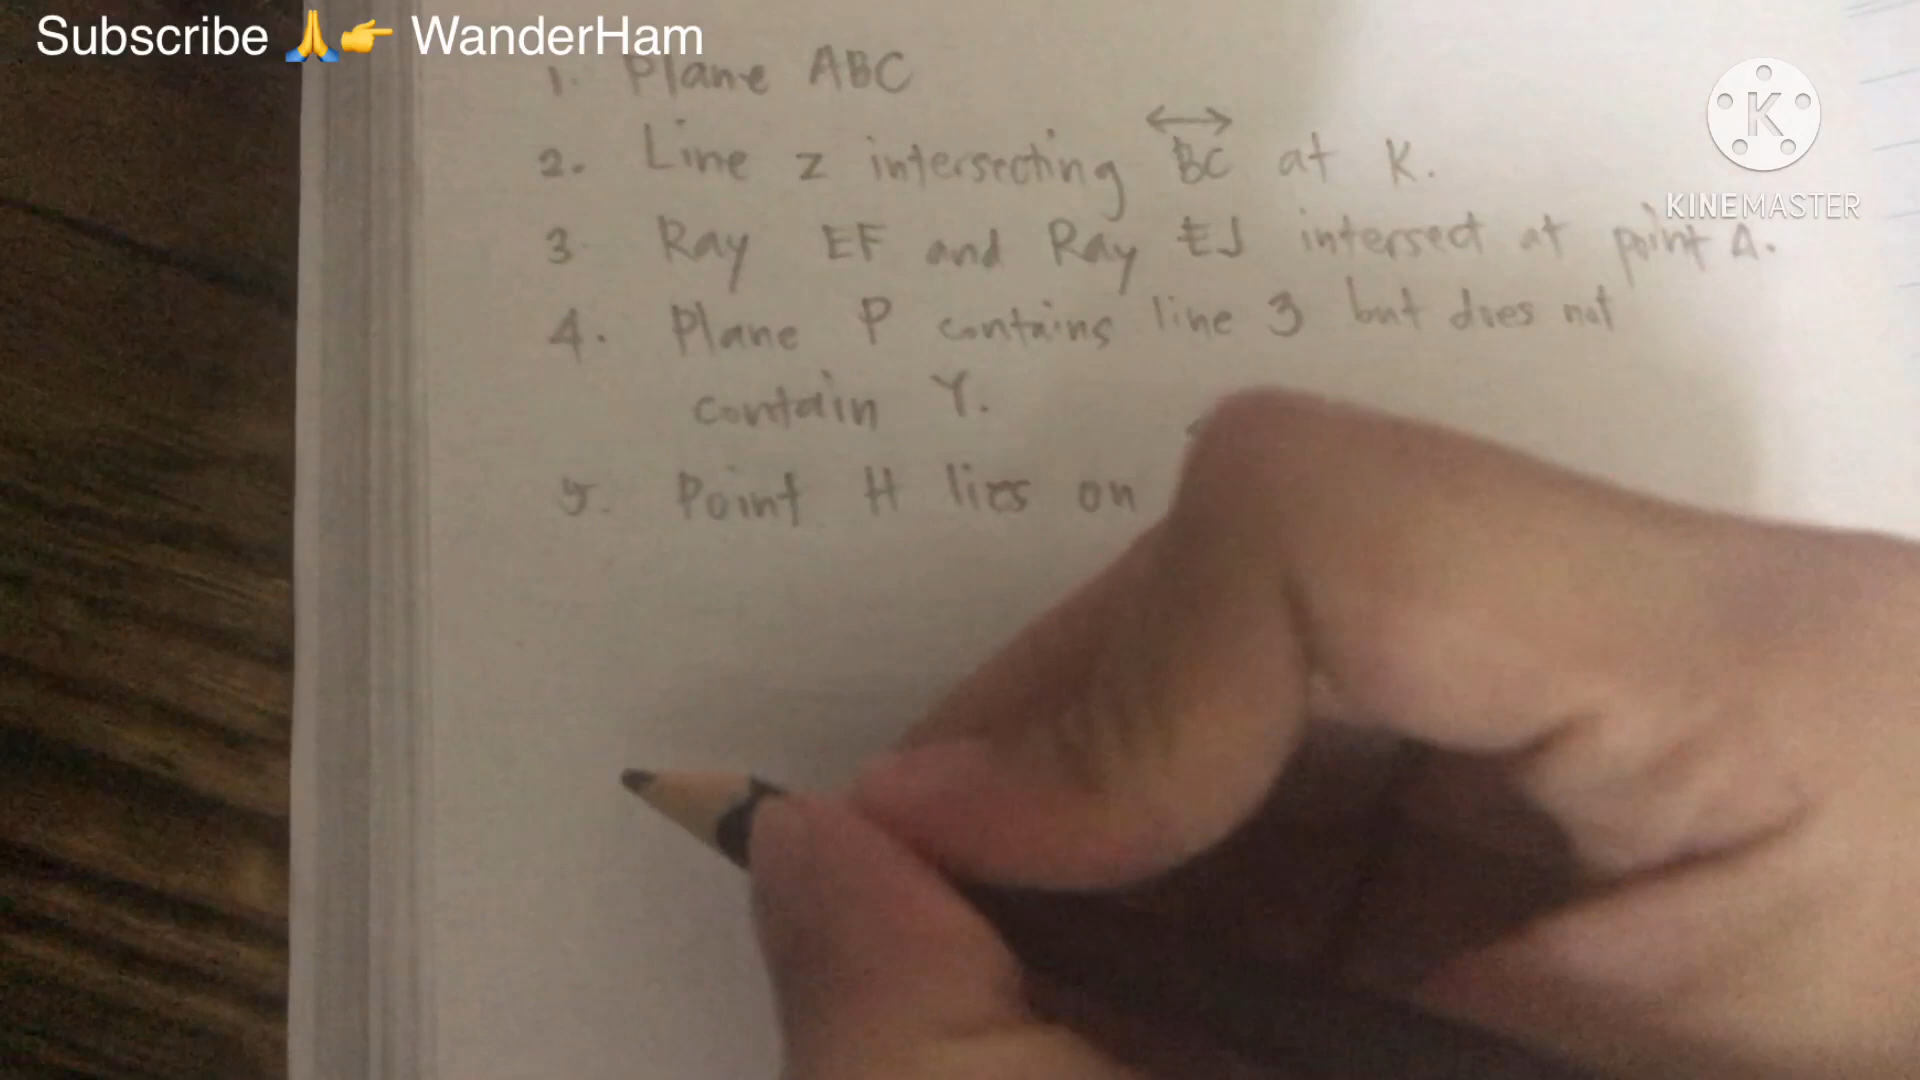 Subscribe 🙏👉 WanderHam
1. Plane ABC
2. Line z intersecting BC at K.
3. Ray EF and Ray EJ intersect at point A.
4. Plane P contains line 3 but does not
contain Y.
5. Point H lies on
K
KINEMASTER